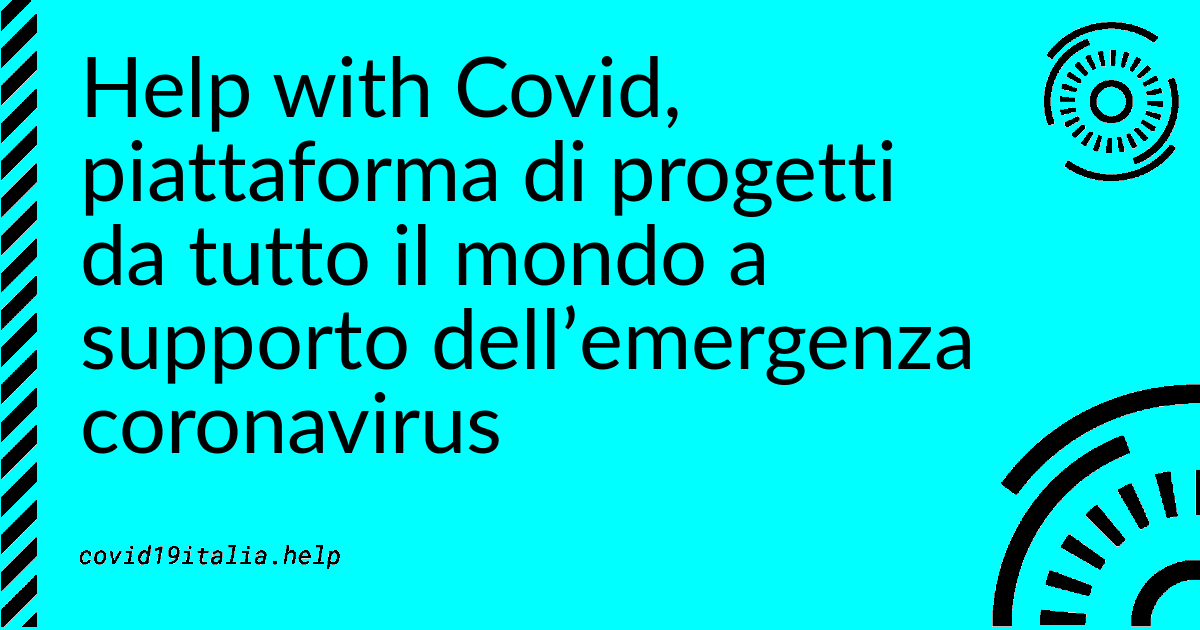 Help with Covid,
piattaforma di progetti
da tutto il mondo a
supporto dell’emergenza
coronavirus
covid19italia.help